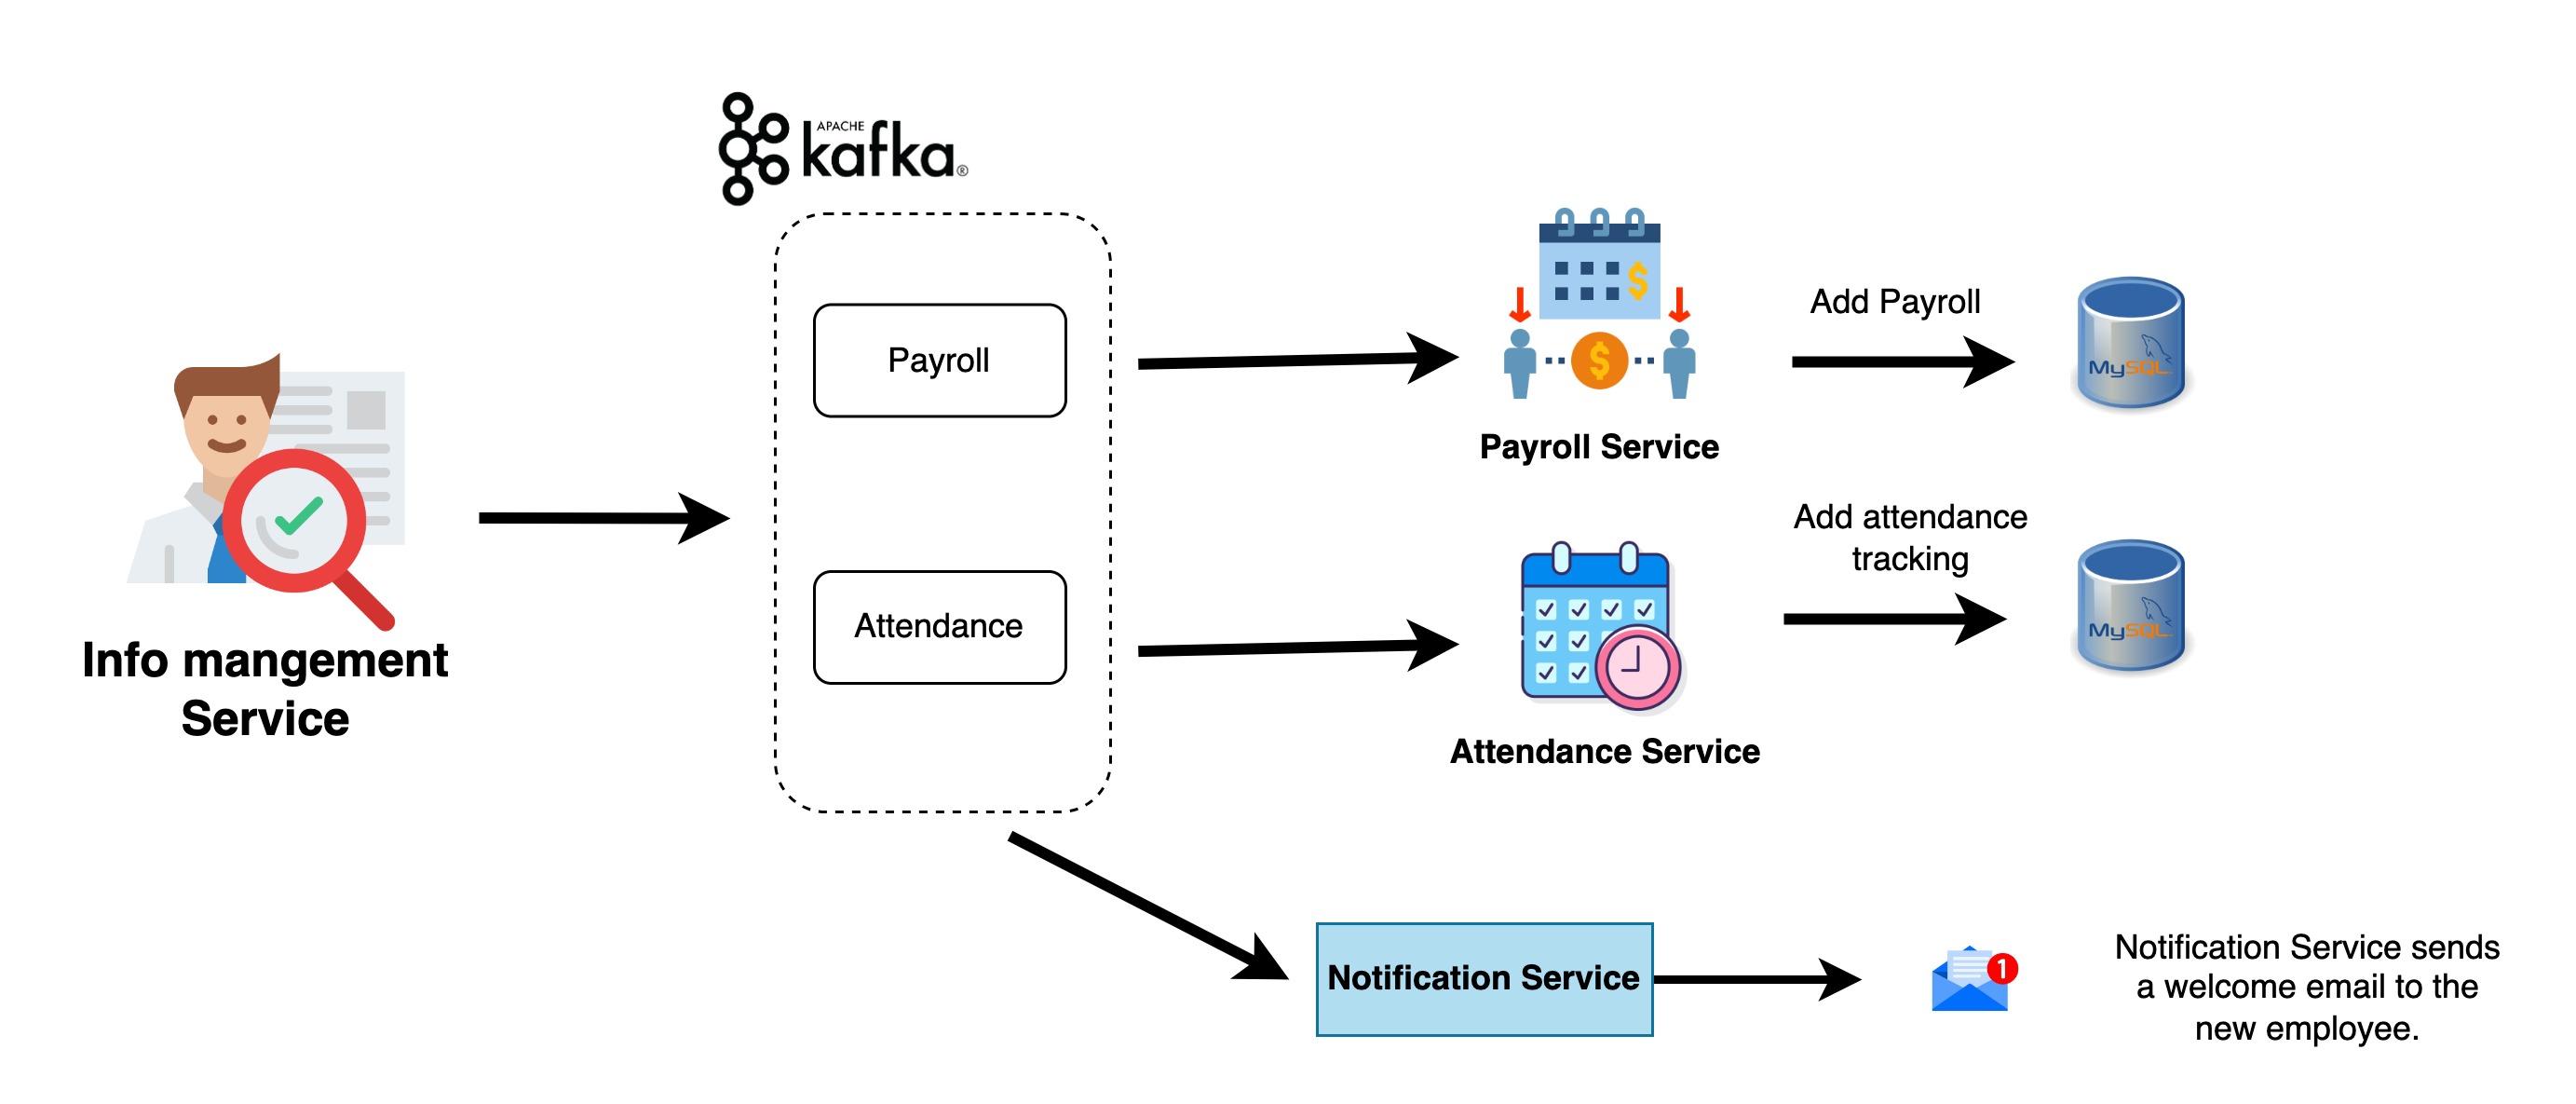 APACHE
kafka®
Payroll
Attendance
Info mangement
Service
Payroll Service
Add Payroll
MySQL
Attendance Service
Add attendance
tracking
MySQL
Notification Service
1
Notification Service sends
a welcome email to the
new employee.